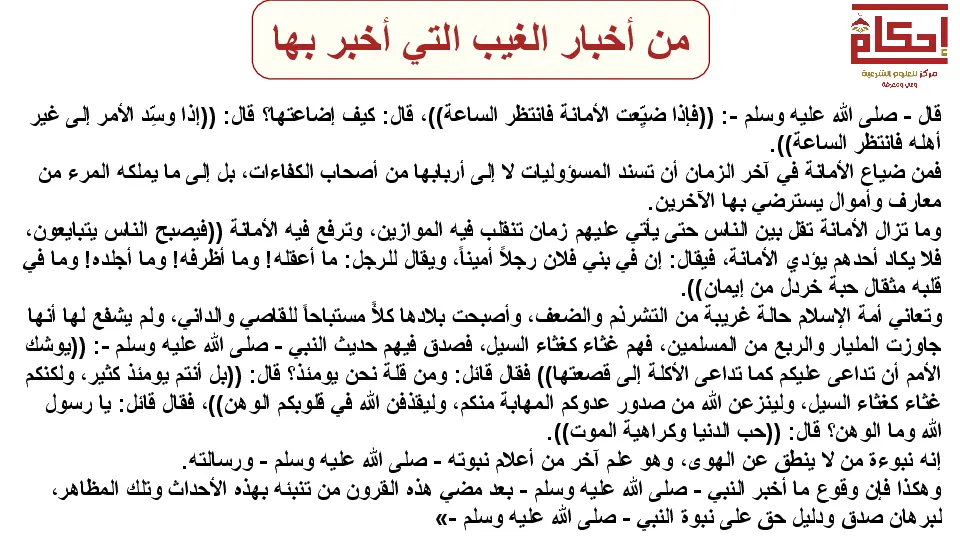 من أخبار الغيب التي أخبر بها
إحكام
مركز للعلوم الشرعية
وعي ومعرفة
قال - صلى الله عليه وسلم -: ((فإذا ضيِّعت الأمانة فانتظر الساعة))، قال: كيف إضاعتها؟ قال: ((إذا وسِّد الأمر إلى غير
أهله فانتظر الساعة)).
فمن ضياع الأمانة في آخر الزمان أن تسند المسؤوليات لا إلى أربابها من أصحاب الكفاءات، بل إلى ما يملكه المرء من
معارف وأموال يسترضي بها الآخرين.
وما تزال الأمانة تقل بين الناس حتى يأتي عليهم زمان تنقلب فيه الموازين، وترفع فيه الأمانة ((فيصبح الناس يتبايعون،
فلا يكاد أحدهم يؤدي الأمانة، فيقال: إن في بني فلان رجلاً أميناً، ويقال للرجل: ما أعقله! وما أظرفه! وما أجلده! وما في
قلبه مثقال حبة خردل من إيمان)).
وتعاني أمة الإسلام حالة غريبة من التشرذم والضعف، وأصبحت بلادها كلأً مستباحاً للقاصي والداني، ولم يشفع لها أنها
جاوزت المليار والربع من المسلمين، فهم غثاء كغثاء السيل، فصدق فيهم حديث النبي - صلى الله عليه وسلم -: ((يوشك
الأمم أن تداعى عليكم كما تداعى الأكلة إلى قصعتها)) فقال قائل: ومن قلة نحن يومئذ؟ قال: ((بل أنتم يومئذ كثير، ولكنكم
غثاء كغثاء السيل، ولينزعن الله من صدور عدوكم المهابة منكم، وليقذفن الله في قلوبكم الوهن))، فقال قائل: يا رسول
الله وما الوهن؟ قال: ((حب الدنيا وكراهية الموت)).
إنه نبوءة من لا ينطق عن الهوى، وهو علم آخر من أعلام نبوته - صلى الله عليه وسلم - ورسالته.
وهكذا فإن وقوع ما أخبر النبي - صلى الله عليه وسلم - بعد مضي هذه القرون من تنبئه بهذه الأحداث وتلك المظاهر،
لبرهان صدق ودليل حق على نبوة النبي - صلى الله عليه وسلم -»